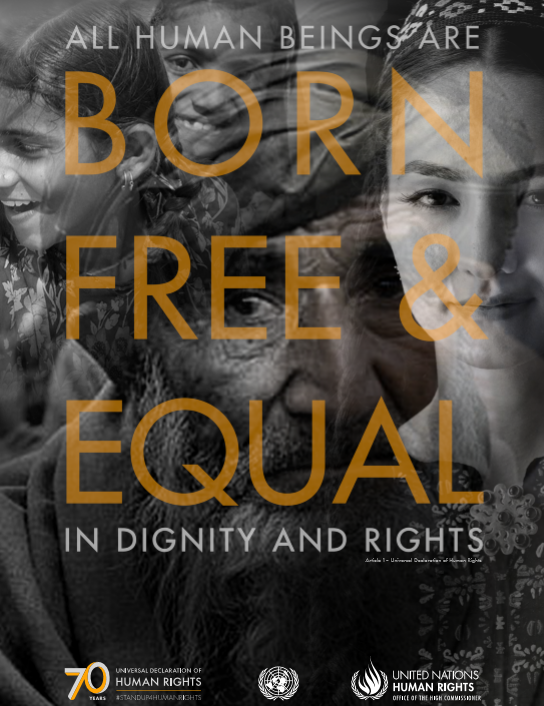 ALL HUMAN BEINGS ARE
BORN
FREE &
EQUAL
IN DIGNITY AND RIGHTS
Article 1 – Universal Declaration of Human Rights
70
YEARS
UNIVERSAL DECLARATION OF
HUMAN RIGHTS
#STANDUP4HUMANRIGHTS
UNITED NATIONS
HUMAN RIGHTS
OFFICE OF THE HIGH COMMISSIONER